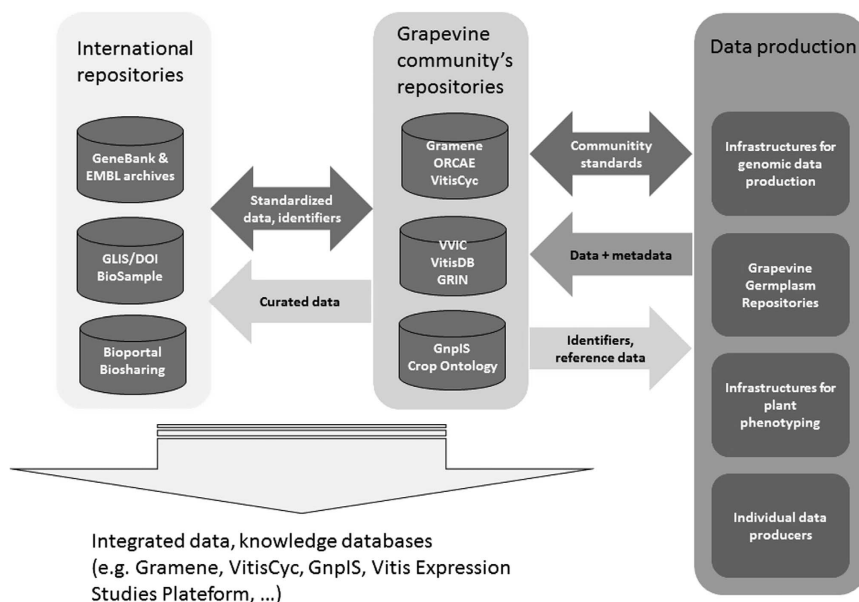 International
repositories
GeneBank &
EMBL archives
GLIS/DOI
BioSample
Bioportal
Biosharing
Standardized
data, identifiers
Curated data
Grapevine
community's
repositories
Gramene
ORCAE
VitisCyc
VVIC
VitisDB
GRIN
GnpIS
Crop Ontology
Communitity
standards
Data + metadata
Identifiers,
reference data
Data production
Infrastructures for
genomic data
production
Grapevine
Germplasm
Repositories
Infrastructures for
plant
phenotyping
Individual data
producers
Integrated data, knowledge databases
(e.g. Gramene, VitisCyc, GnpIS, Vitis Expression
Studies Plateform, ...)